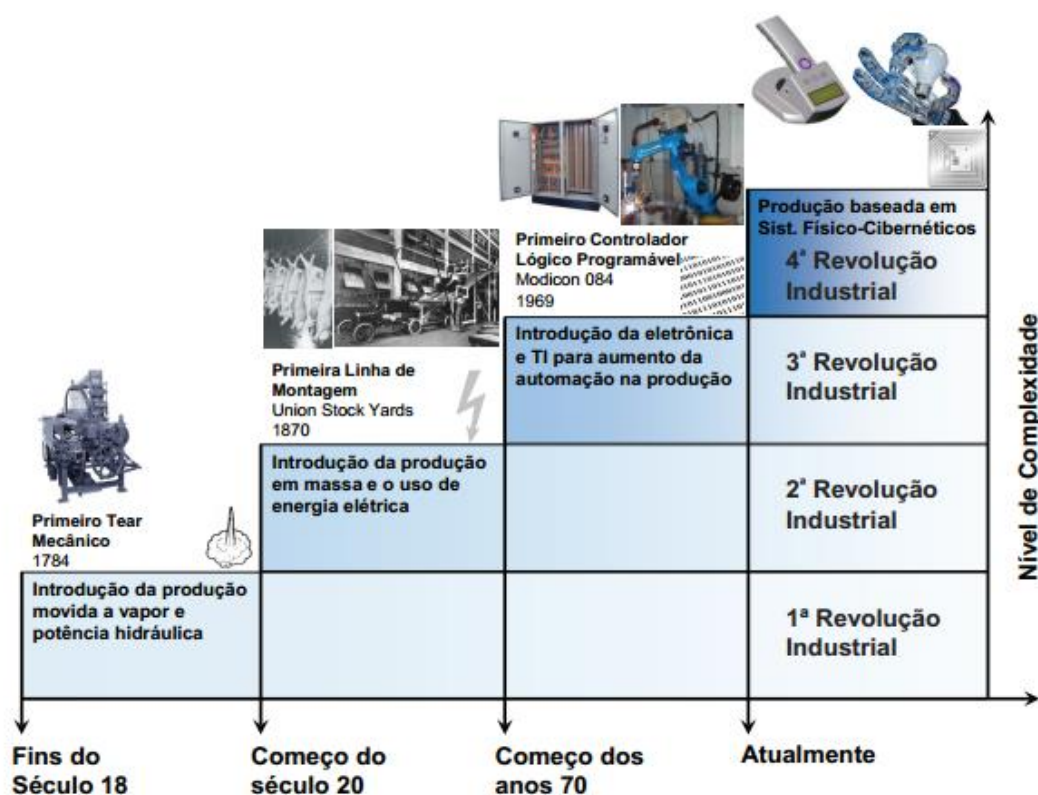 Produção baseada em
Sist. Físico-Cibernéticos
4ª Revolução
Industrial
Primeiro Controlador
Lógico Programável
Modicon 084
1969
Introdução da eletrônica
e TI para aumento da
automação na produção
3ª Revolução
Industrial
Primeira Linha de
Montagem
Union Stock Yards
1870
Introdução da produção
em massa e o uso de
energia elétrica
2ª Revolução
Industrial
Primeiro Tear
Mecânico
1784
Introdução da produção
movida a vapor e
potência hidráulica
1ª Revolução
Industrial
Nível de Complexidade
Fins do
Século 18
Começo do
século 20
Começo dos
anos 70
Atualmente